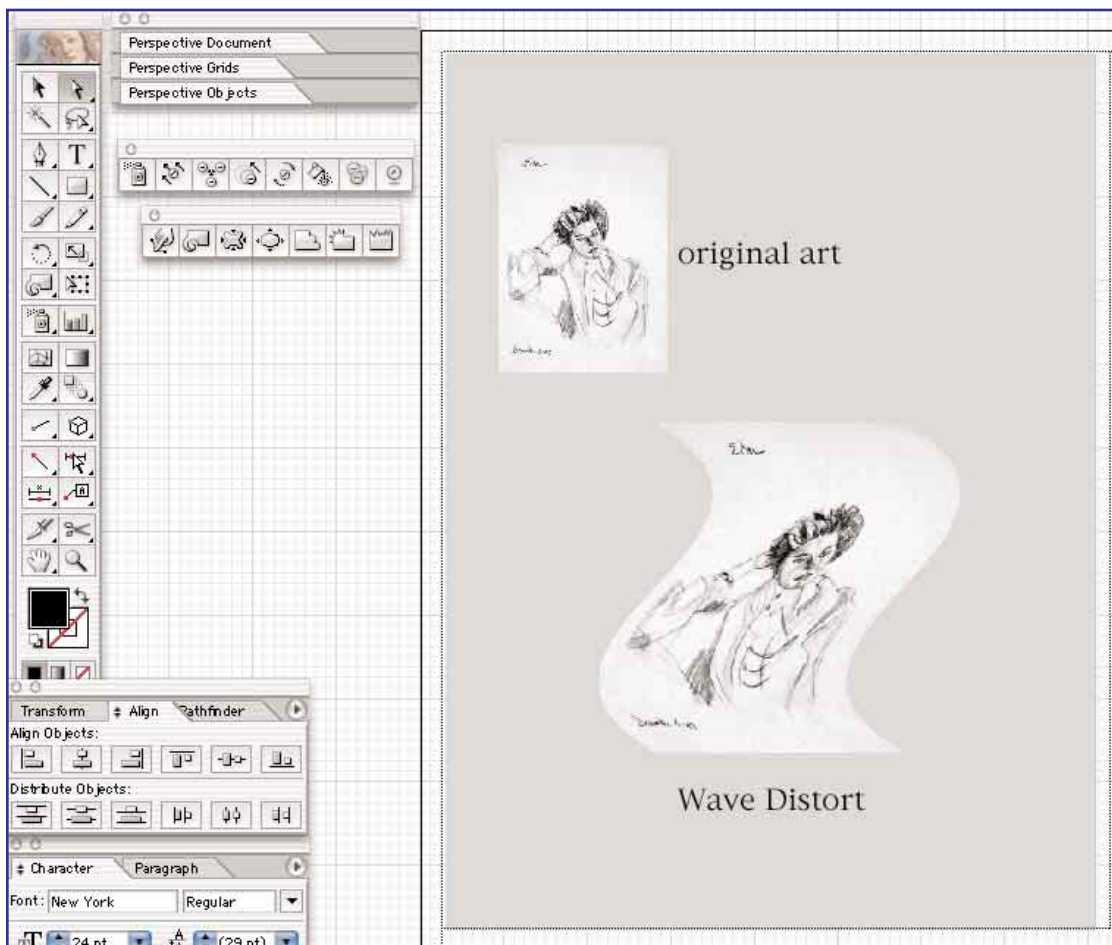 Perspective Document
Perspective Grids
Perspective Objects
T
original art
Wave Distort
Transform
Align
Pathfinder
Align Objects:
Distribute Objects:
Character
Paragraph
Font: New York Regular
24 pt (29 pt)